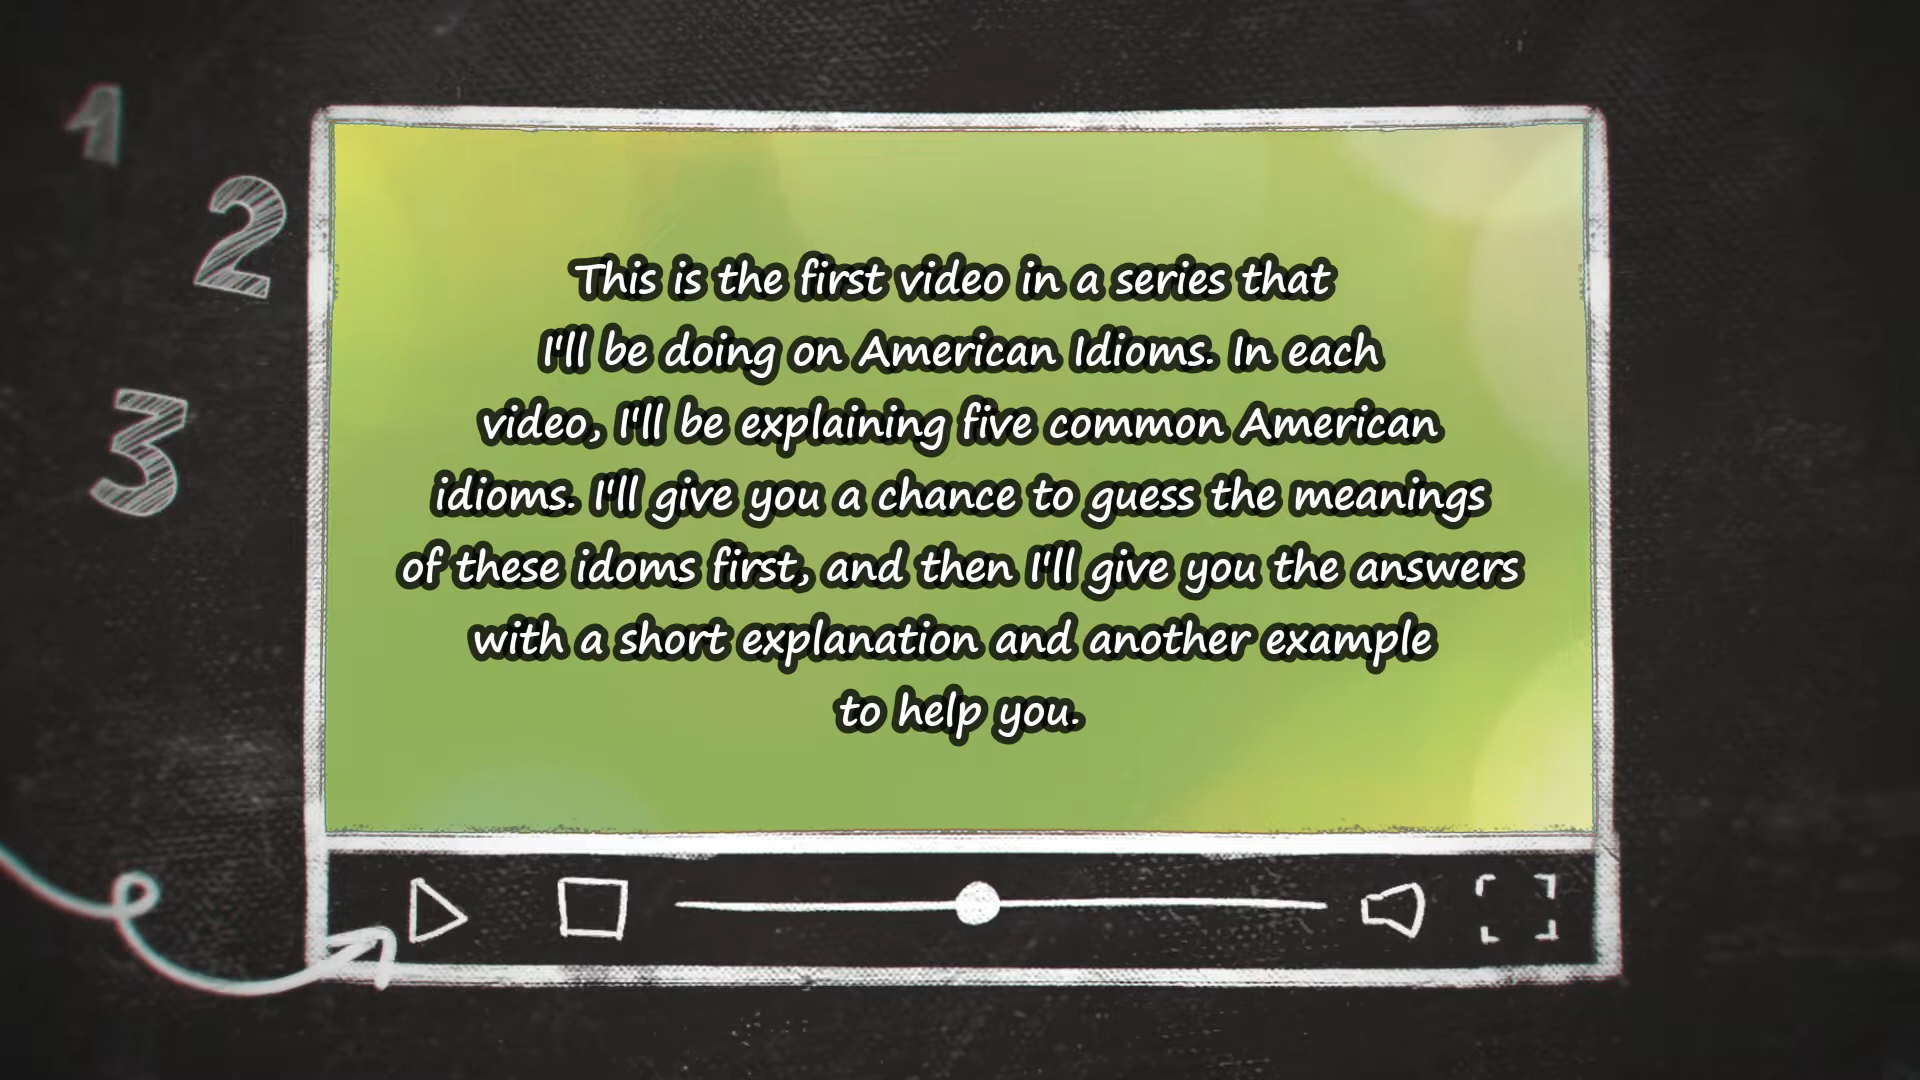 1
2
3
This is the first video in a series that
I'll be doing on American Idioms. In each
video, I'll be explaining five common American
idioms. I'll give you a chance to guess the meanings
of these idoms first, and then I'll give you the answers
with a short explanation and another example
to help you.